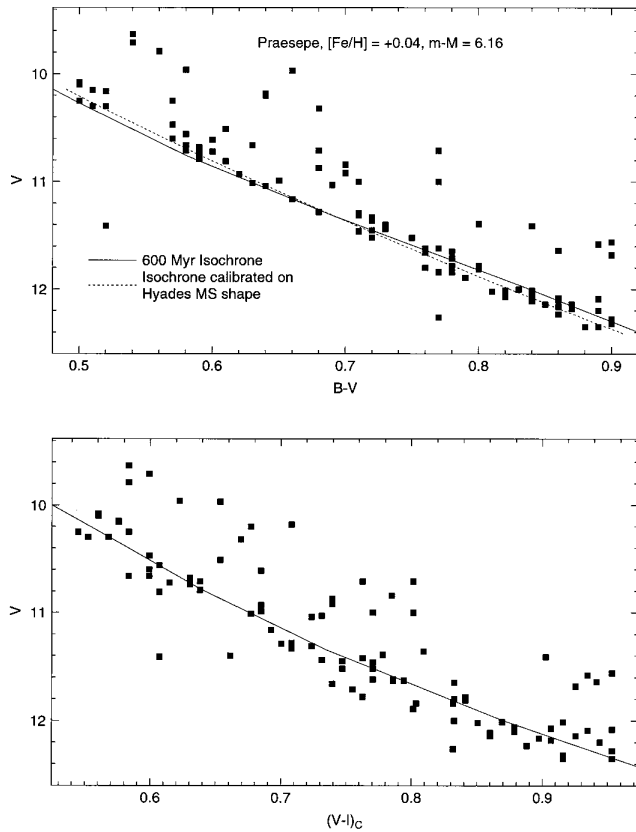 Praesepe, [Fe/H] = +0.04, m-M = 6.16
10
11
12
V
600 Myr Isochrone
Isochrone calibrated on
Hyades MS shape
0.5 0.6 0.7 0.8 0.9
B-V
10
11
12
V
0.6 0.7 0.8 0.9
(V-I)C